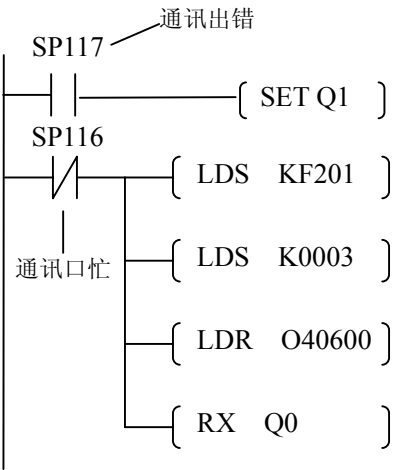 通讯出错
SP117
SET Q1
SP116
LDS KF201
通讯口忙
LDS K0003
LDR O40600
RX Q0